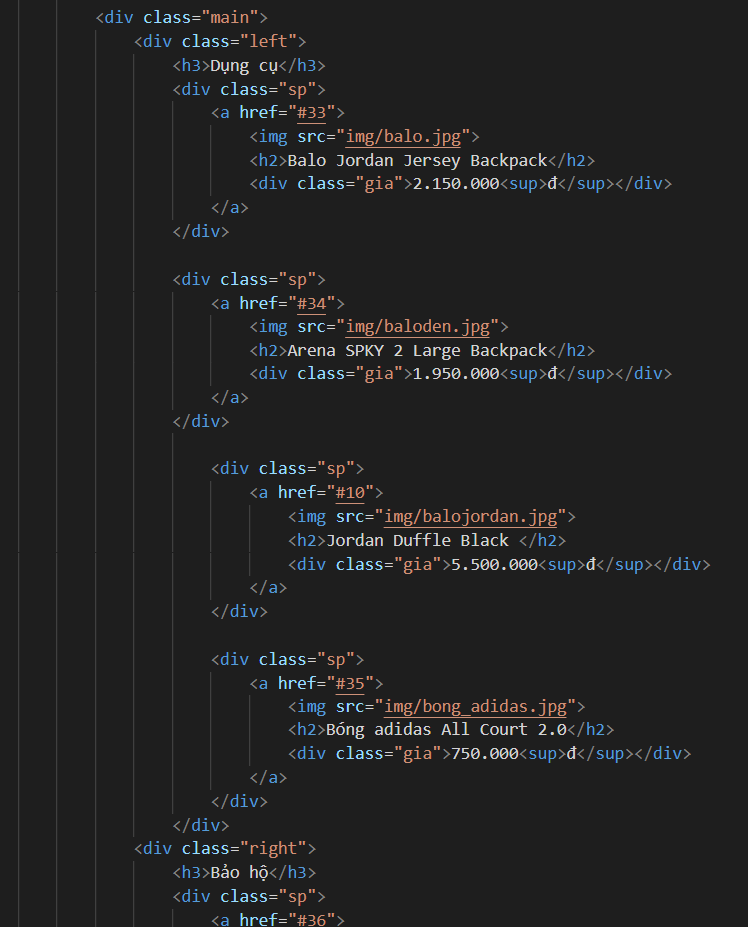 <div class="main">
<div class="left">
<h3>Dụng cụ</h3>
<div class="sp">
<a href="#33">
<img src="img/balo.jpg">
<h2>Balo Jordan Jersey Backpack</h2>
<div class="gia">2.150.000<sup>đ</sup></div>
</a>
</div>
<div class="sp">
<a href="#34">
<img src="img/baloden.jpg">
<h2>Arena SPKY 2 Large Backpack</h2>
<div class="gia">1.950.000<sup>đ</sup></div>
</a>
</div>
<div class="sp">
<a href="#10">
<img src="img/balojordan.jpg">
<h2>Jordan Duffle Black </h2>
<div class="gia">5.500.000<sup>đ</sup></div>
</a>
</div>
<div class="sp">
<a href="#35">
<img src="img/bong_adidas.jpg">
<h2>Bóng adidas All Court 2.0</h2>
<div class="gia">750.000<sup>đ</sup></div>
</a>
</div>
</div>
<div class="right">
<h3>Bảo hộ</h3>
<div class="sp">
<a href="#36">